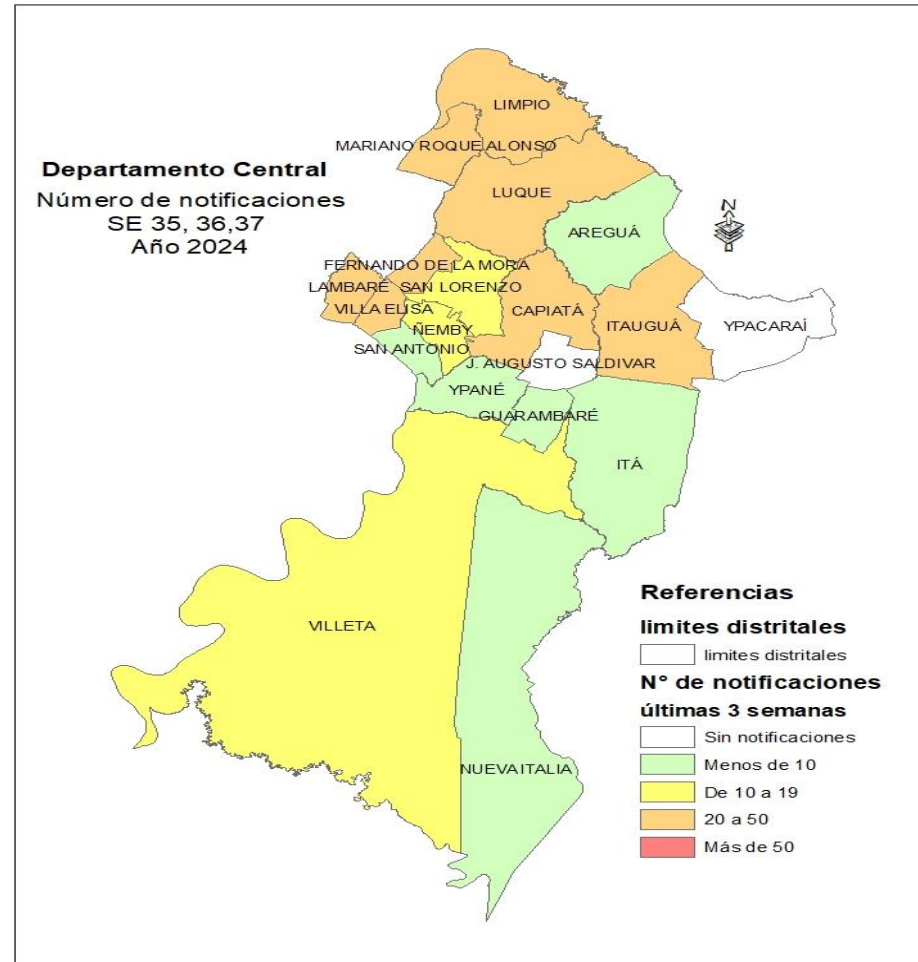 Departamento Central
Número de notificaciones
SE 35, 36,37
Año 2024
LIMPIO
MARIANO ROQUE ALONSO
LUQUE
N
AREGUÁ
FERNANDO DE LA MORA
LAMBARÉ
SAN LORENZO
VILLA ELISA
CAPIATÁ
ITAUGUÁ
YPACARAÍ
ÑEMBY
SAN ANTONIO
J. AUGUSTO SALDIVAR
YPANÉ
GUARAMBARÉ
ITÁ
VILLETA
NUEVA ITALIA
Referencias
limites distritales
limites distritales
N° de notificaciones
últimas 3 semanas
Sin notificaciones
Menos de 10
De 10 a 19
20 a 50
Más de 50